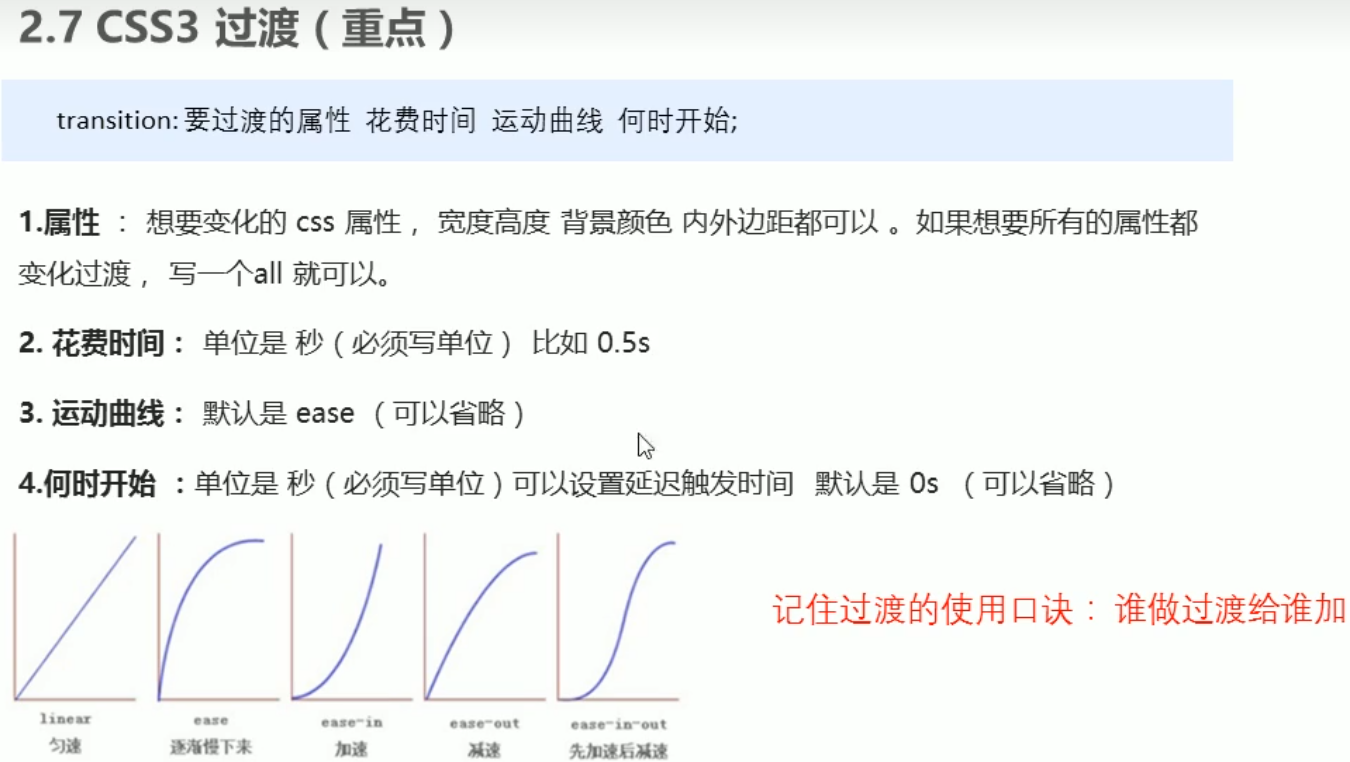 2.7 CSS3 过渡（重点）
transition: 要过渡的属性 花费时间 运动曲线 何时开始;
1.属性 ： 想要变化的 css 属性， 宽度高度 背景颜色 内外边距都可以 。如果想要所有的属性都
变化过渡， 写一个all 就可以。
2. 花费时间： 单位是 秒（必须写单位） 比如 0.5s
3. 运动曲线： 默认是 ease （可以省略）
4.何时开始 ：单位是 秒（必须写单位）可以设置延迟触发时间 默认是 0s （可以省略）
记住过渡的使用口诀： 谁做过渡给谁加
linear ease ease-in ease-out ease-in-out
匀速 逐渐慢下来 加速 减速 先加速后减速